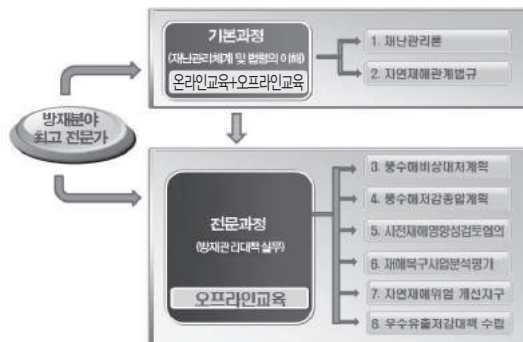 방재분야
최고 전문가
기본과정
(재난관리체계 및 법령의 이해)
온라인교육+오프라인교육
1. 재난관리론
2. 자연재해관계법규
전문과정
(방재관리대책 실무)
오프라인교육
3. 풍수해비상대처계획
4. 풍수해저감종합계획
5. 사전재해영향성검토협의
6. 재해복구사업분석평가
7. 자연재해위험 개선지구
8. 우수유출저감대책 수립